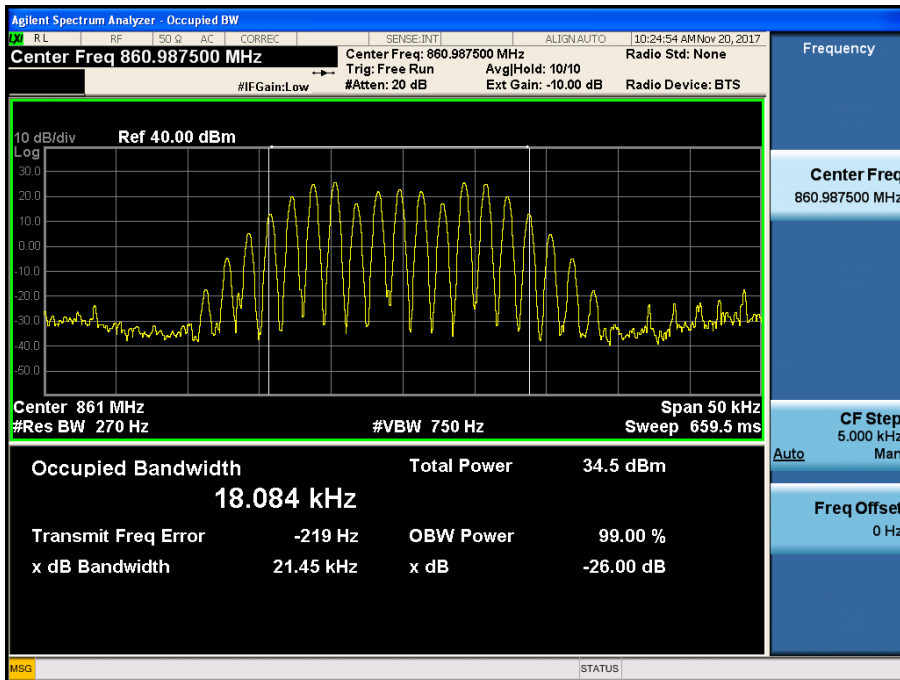 Agilent Spectrum Analyzer - Occupied BW
LXI RL RF 50 Ω AC CORREC SENSE:INT ALIGN AUTO 10:24:54 AM Nov 20, 2017
Center Freq 860.987500 MHz
Center Freq: 860.987500 MHz Radio Std: None
Trig: Free Run Avg|Hold: 10/10
#IFGain:Low #Atten: 20 dB Ext Gain: -10.00 dB Radio Device: BTS
10 dB/div Ref 40.00 dBm
Log
30.0
20.0
10.0
0.00
-10.0
-20.0
-30.0
-40.0
-50.0
Center 861 MHz Span 50 kHz
#Res BW 270 Hz #VBW 750 Hz Sweep 659.5 ms
Occupied Bandwidth Total Power 34.5 dBm
18.084 kHz
Transmit Freq Error -219 Hz OBW Power 99.00 %
x dB Bandwidth 21.45 kHz x dB -26.00 dB
MSG STATUS
Frequency
Center Freq
860.987500 MHz
CF Step
5.000 kHz
Auto Man
Freq Offset
0 Hz